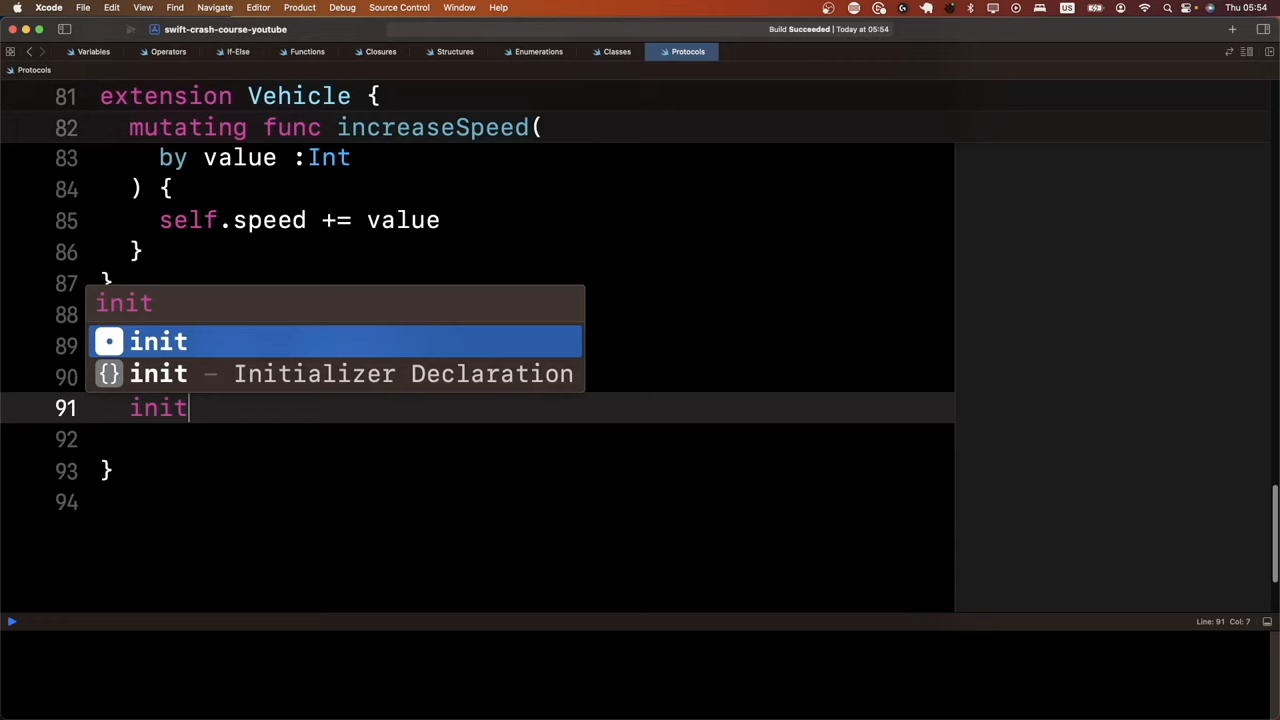 Xcode File Edit View Find Navigate Editor Product Debug Source Control Window Help US Thu 05:54
swift-crash-course-youtube Build Succeeded | Today at 05:54
Variables Operators If-Else Functions Closures Structures Enumerations Classes Protocols
Protocols
81 extension Vehicle {
82 mutating func increaseSpeed(
83 by value :Int
84 ) {
85 self.speed += value
86 }
87 }
88 init
89 init
90 init – Initializer Declaration
91 init
92
93 }
94
Line: 91 Col: 7